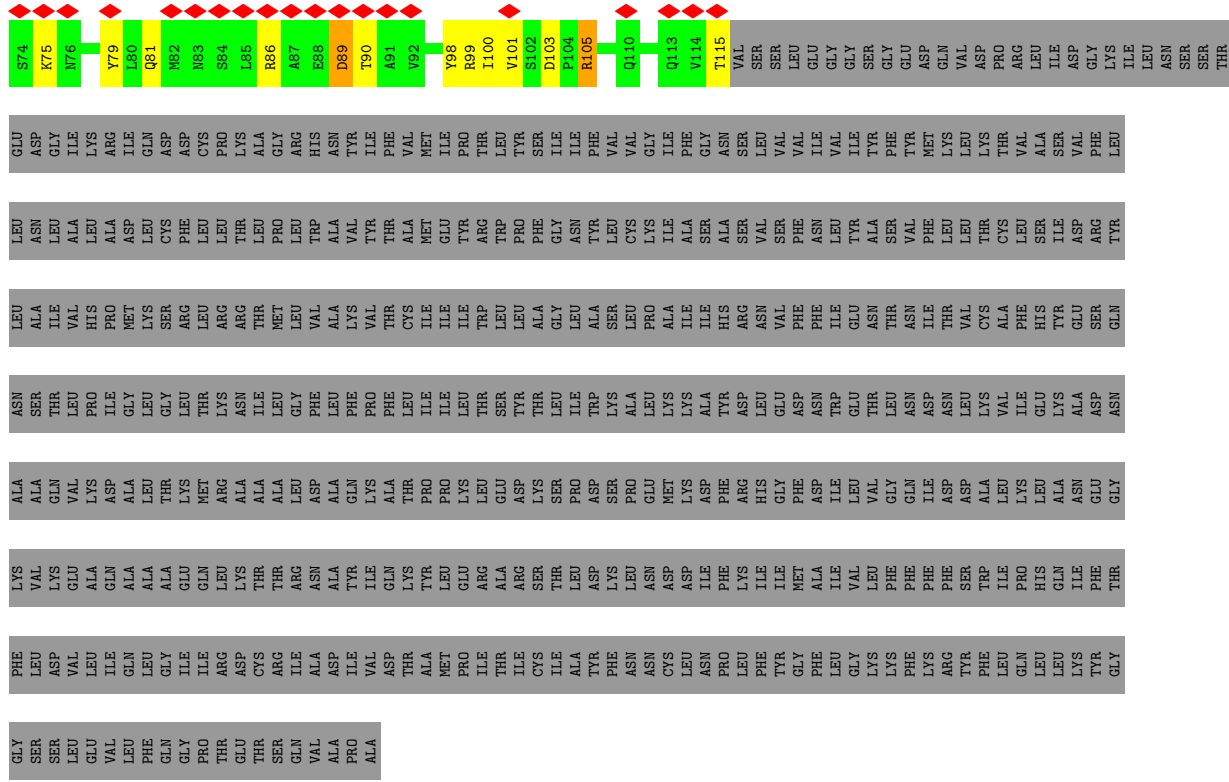 S74 K75 N76 Y79 L80 Q81 M82 N83 S84 L85 R86 A87 E88 D89 T90 A91 V92 Y98 R99 I100 V101 S102 D103 P104 R105 Q110 Q113 V114 T115 VAL SER SER LEU GLU GLY GLY SER GLY GLU ASP GLN VAL ASP PRO ARG LEU ILE ASP GLY LYS ILE LEU ASN SER SER THR
GLU ASP GLY ILE LYS ARG ILE GLN ASP ASP CYS PRO LYS ALA GLY ARG HIS ASN TYR ILE PHE VAL MET ILE PRO THR LEU TYR SER ILE ILE PHE VAL VAL GLY ILE PHE GLY ASN SER LEU VAL VAL ILE VAL ILE TYR PHE TYR MET LYS LEU LYS THR VAL ALA SER VAL PHE LEU
LEU ASN LEU ALA LEU ALA ASP LEU CYS PHE LEU LEU THR LEU PRO LEU TRP ALA VAL TYR THR ALA MET GLU TYR ARG TRP PRO PHE GLY ASN TYR LEU CYS LYS ILE ALA SER ALA SER VAL SER PHE ASN LEU TYR ALA SER VAL PHE LEU LEU THR CYS LEU SER ILE ASP ARG TYR
LEU ALA ILE VAL HIS PRO MET LYS SER ARG LEU ARG ARG THR MET LEU VAL ALA LYS VAL THR CYS ILE ILE ILE TRP LEU LEU ALA GLY LEU ALA SER LEU PRO ALA ILE ILE HIS ARG ASN VAL PHE PHE ILE GLU ASN THR ASN ILE THR VAL CYS ALA PHE HIS TYR GLU SER GLN
ASN SER THR LEU PRO ILE GLY LEU GLY LEU THR LYS ASN ILE LEU GLY PHE LEU PHE PRO PHE LEU ILE ILE LEU THR SER TYR THR LEU ILE TRP LYS ALA LEU LYS LYS ALA TYR ASP LEU GLU ASP ASN TRP GLU THR LEU ASN ASP ASN LEU LYS VAL ILE GLU LYS ALA ASP ASN
ALA ALA GLN VAL LYS ASP ALA LEU THR LYS MET ARG ALA ALA ALA LEU ASP ALA GLN LYS ALA THR PRO PRO LYS LEU GLU ASP LYS SER PRO ASP SER PRO GLU MET LYS ASP PHE ARG HIS GLY PHE ASP ILE LEU VAL GLY GLN ILE ASP ASP ALA LEU LYS LEU ALA ASN GLU GLY
LYS VAL LYS GLU ALA GLN ALA ALA ALA GLU GLN LEU LYS THR THR ARG ASN ALA TYR ILE GLN LYS TYR LEU GLU ARG ALA ARG SER THR LEU ASP LYS LEU ASN ASP ASP ILE PHE LYS ILE ILE MET ALA ILE VAL LEU PHE PHE PHE PHE SER TRP ILE PRO HIS GLN ILE PHE THR
PHE LEU ASP VAL LEU ILE GLN LEU GLY ILE ILE ARG ASP CYS ARG ILE ALA ASP ILE VAL ASP THR ALA MET PRO ILE THR ILE CYS ILE ALA TYR PHE ASN ASN CYS LEU ASN PRO LEU PHE TYR GLY PHE LEU GLY LYS LYS PHE LYS ARG TYR PHE LEU GLN LEU LEU LYS TYR GLY
GLY SER SER LEU GLU VAL LEU PHE GLN GLY PRO THR GLU THR SER GLN VAL ALA PRO ALA